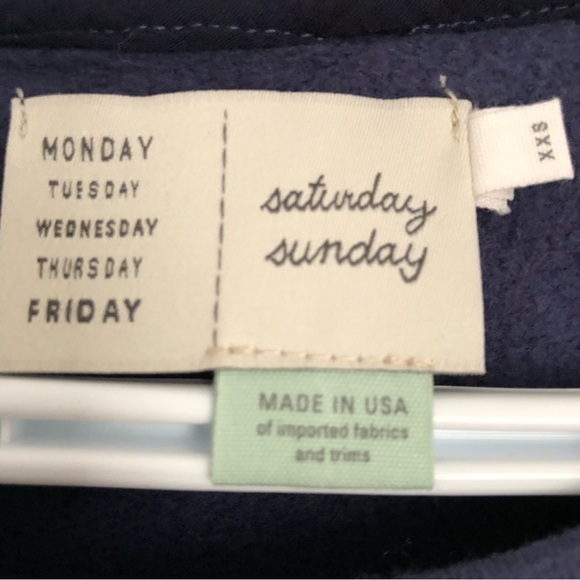 MONDAY
TUESDAY
WEDNESDAY
THURSDAY
FRIDAY
saturday
sunday
XXS
MADE IN USA
of imported fabrics
and trims